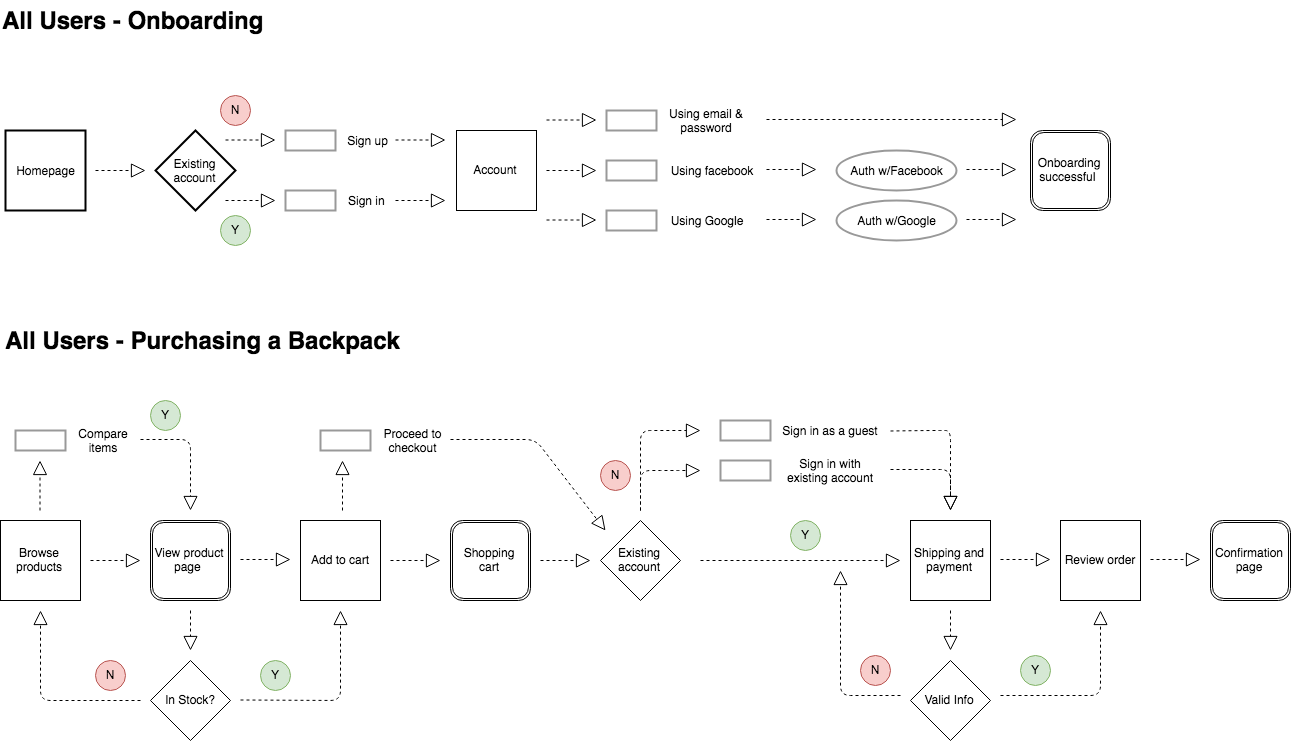 All Users - Onboarding
N
Using email &
password
Homepage
Existing
account
Sign up
Account
Using facebook
Auth w/Facebook
Onboarding
successful
Sign in
Y
Using Google
Auth w/Google
All Users - Purchasing a Backpack
Y
Compare
items
Proceed to
checkout
Sign in as a guest
N
Sign in with
existing account
Y
Browse
products
View product
page
Add to cart
Shopping
cart
Existing
account
Shipping and
payment
Review order
Confirmation
page
N
Y
N
Y
In Stock?
Valid Info